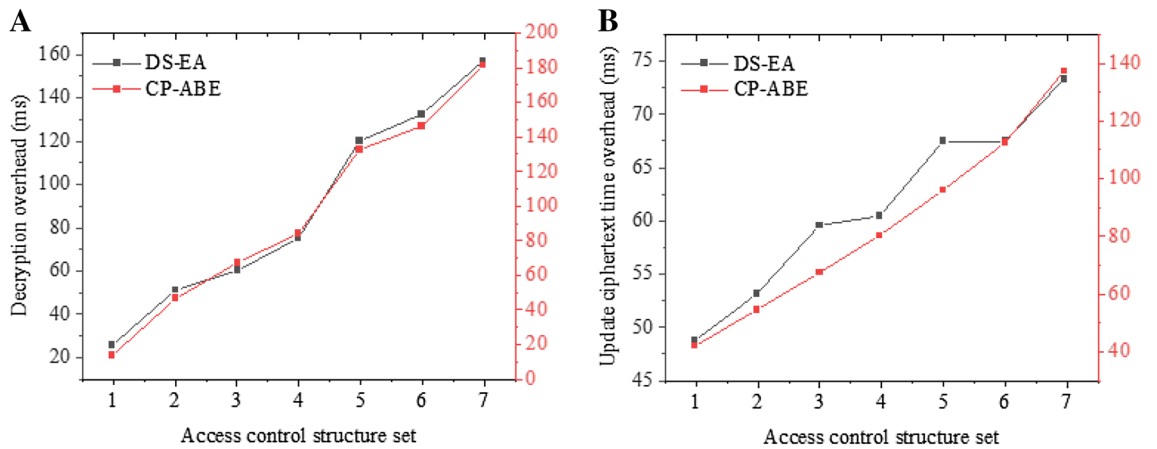 A
Decryption overhead (ms)
160
140
120
100
80
60
40
20
DS-EA
CP-ABE
200
180
160
140
120
100
80
60
40
20
0
1 2 3 4 5 6 7
Access control structure set
B
Update ciphertext time overhead (ms)
75
70
65
60
55
50
45
DS-EA
CP-ABE
140
120
100
80
60
40
1 2 3 4 5 6 7
Access control structure set